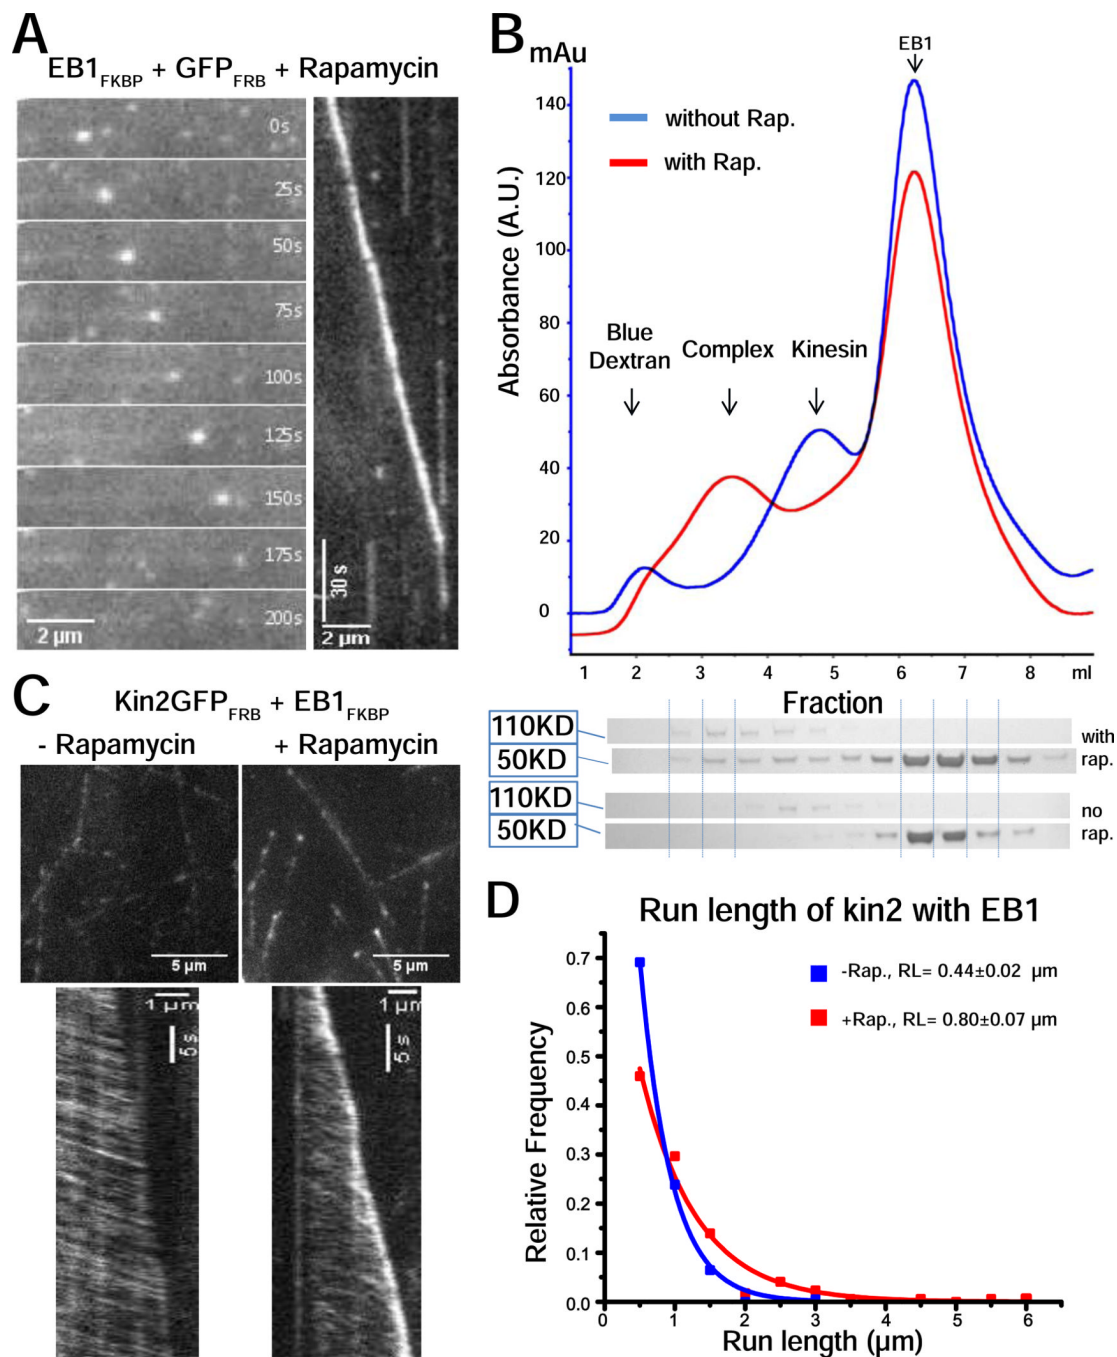 A
EB1FKBP + GFPFRB + Rapamycin
0s
25s
50s
75s
100s
125s
150s
175s
200s
2 µm
30 s
2 µm
B
mAu
EB1
140
120
100
80
60
40
20
0
Absorbance (A.U.)
without Rap.
with Rap.
Blue
Dextran
Complex
Kinesin
1 2 3 4 5 6 7 8 ml
Fraction
110KD
50KD
with
rap.
110KD
50KD
no
rap.
C
Kin2GFPFRB + EB1FKBP
- Rapamycin
+ Rapamycin
5 µm
5 µm
1 µm
5 s
1 µm
5 s
D
Run length of kin2 with EB1
0.7
0.5
0.4
0.3
0.2
0.1
0.0
Relative Frequency
-Rap., RL= 0.44±0.02 µm
+Rap., RL= 0.80±0.07 µm
0 1 2 3 4 5 6
Run length (µm)